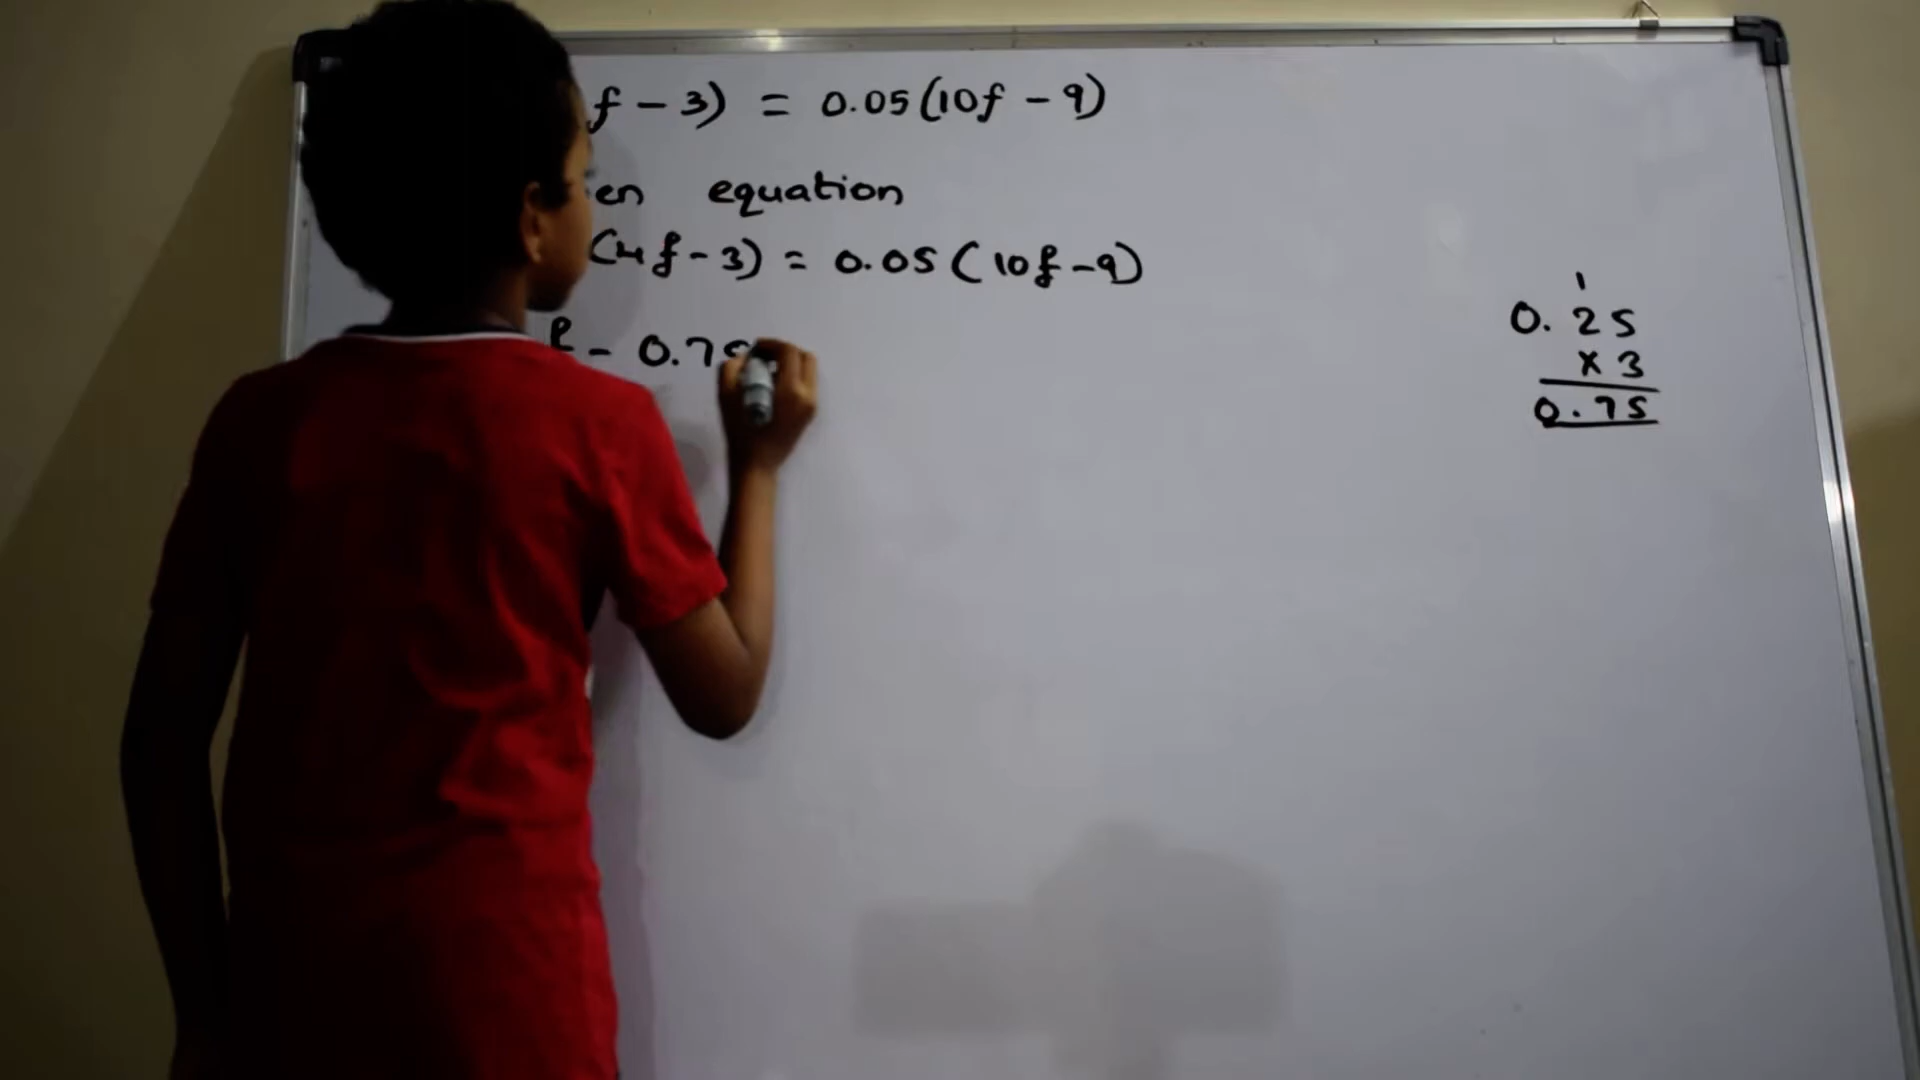 f - 3) = 0.05(10f - 9)
en equation
(4f - 3) = 0.05 (10f - 9)
- 0.75
1
0.25
x 3
0.75